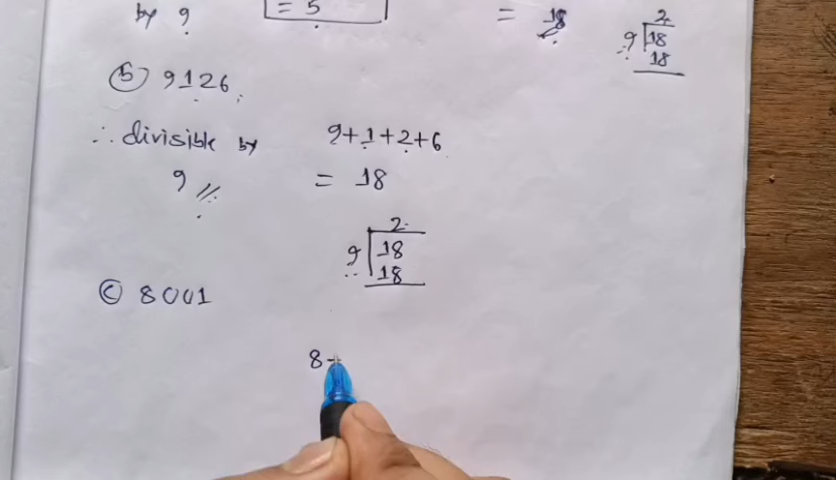 by 9
= 5
= 18
2
9 18
18
(b) 9126
∴ divisible by 9+1+2+6
9 = 18
2
9 18
18
(c) 8001
8+